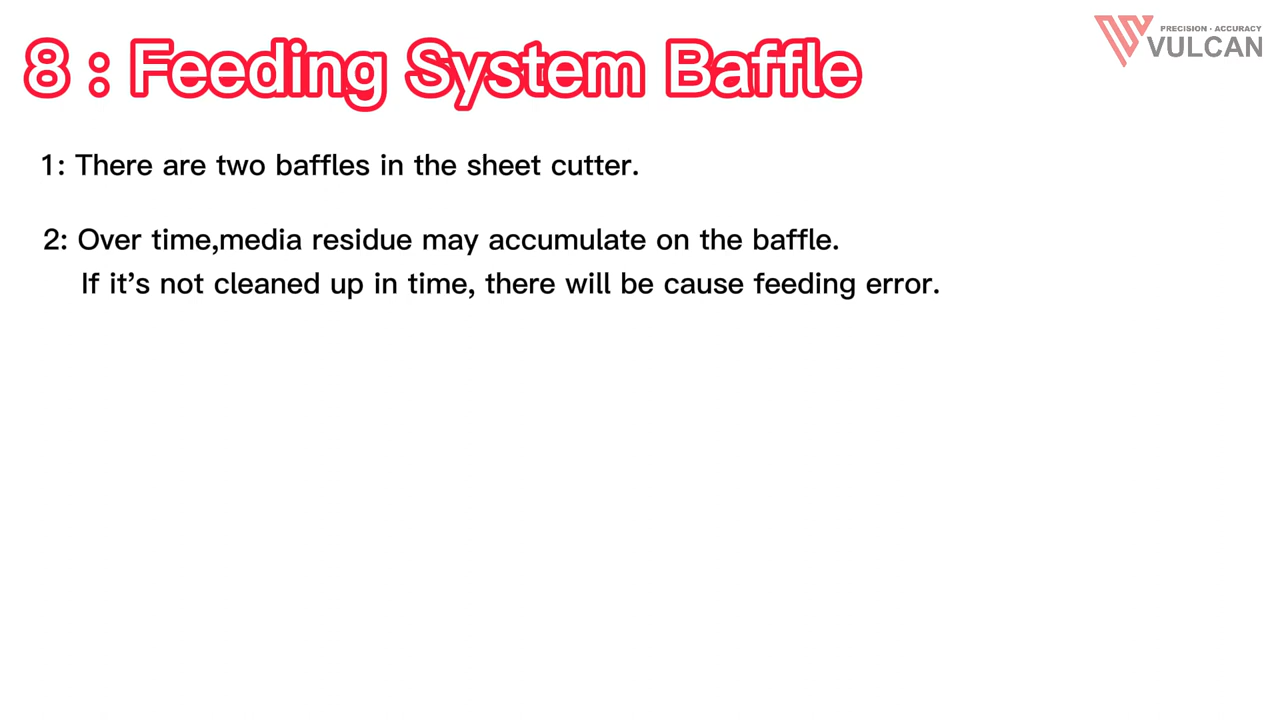 PRECISION - ACCURACY
VULCAN
8 : Feeding System Baffle
1: There are two baffles in the sheet cutter.
2: Over time,media residue may accumulate on the baffle.
If it’s not cleaned up in time, there will be cause feeding error.